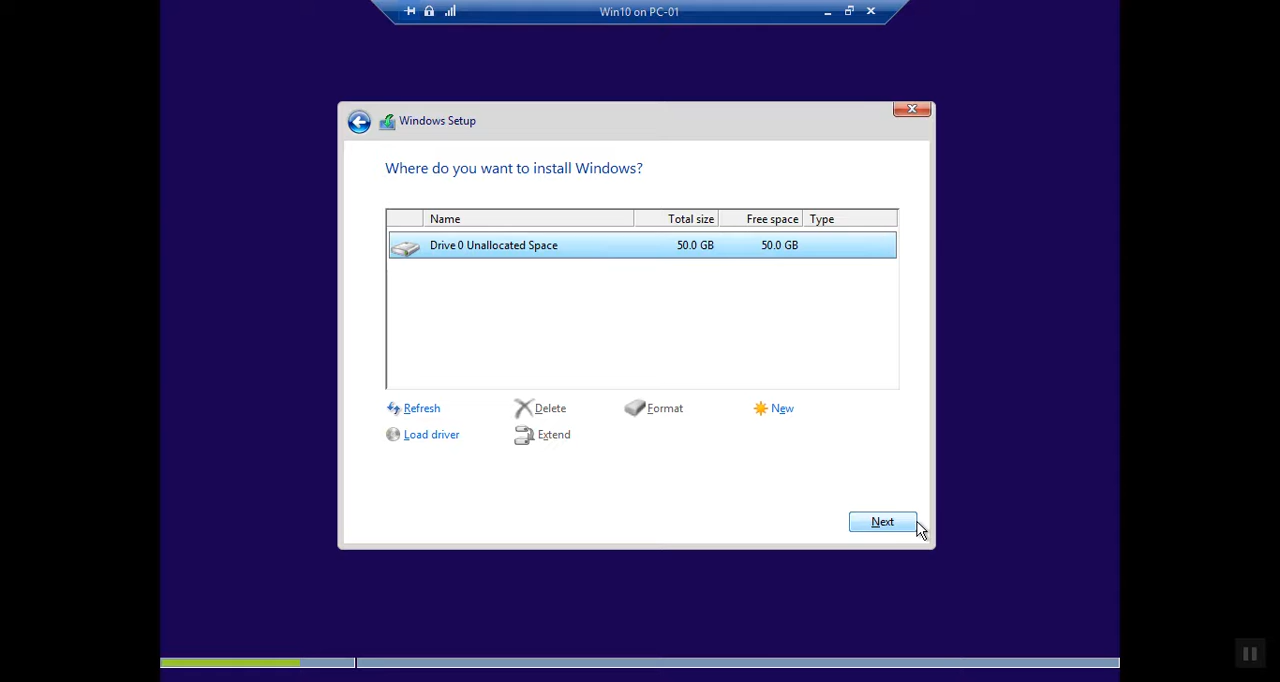 Win10 on PC-01
Windows Setup
Where do you want to install Windows?
Name Total size Free space Type
Drive 0 Unallocated Space 50.0 GB 50.0 GB
Refresh Delete Format New
Load driver Extend
Next